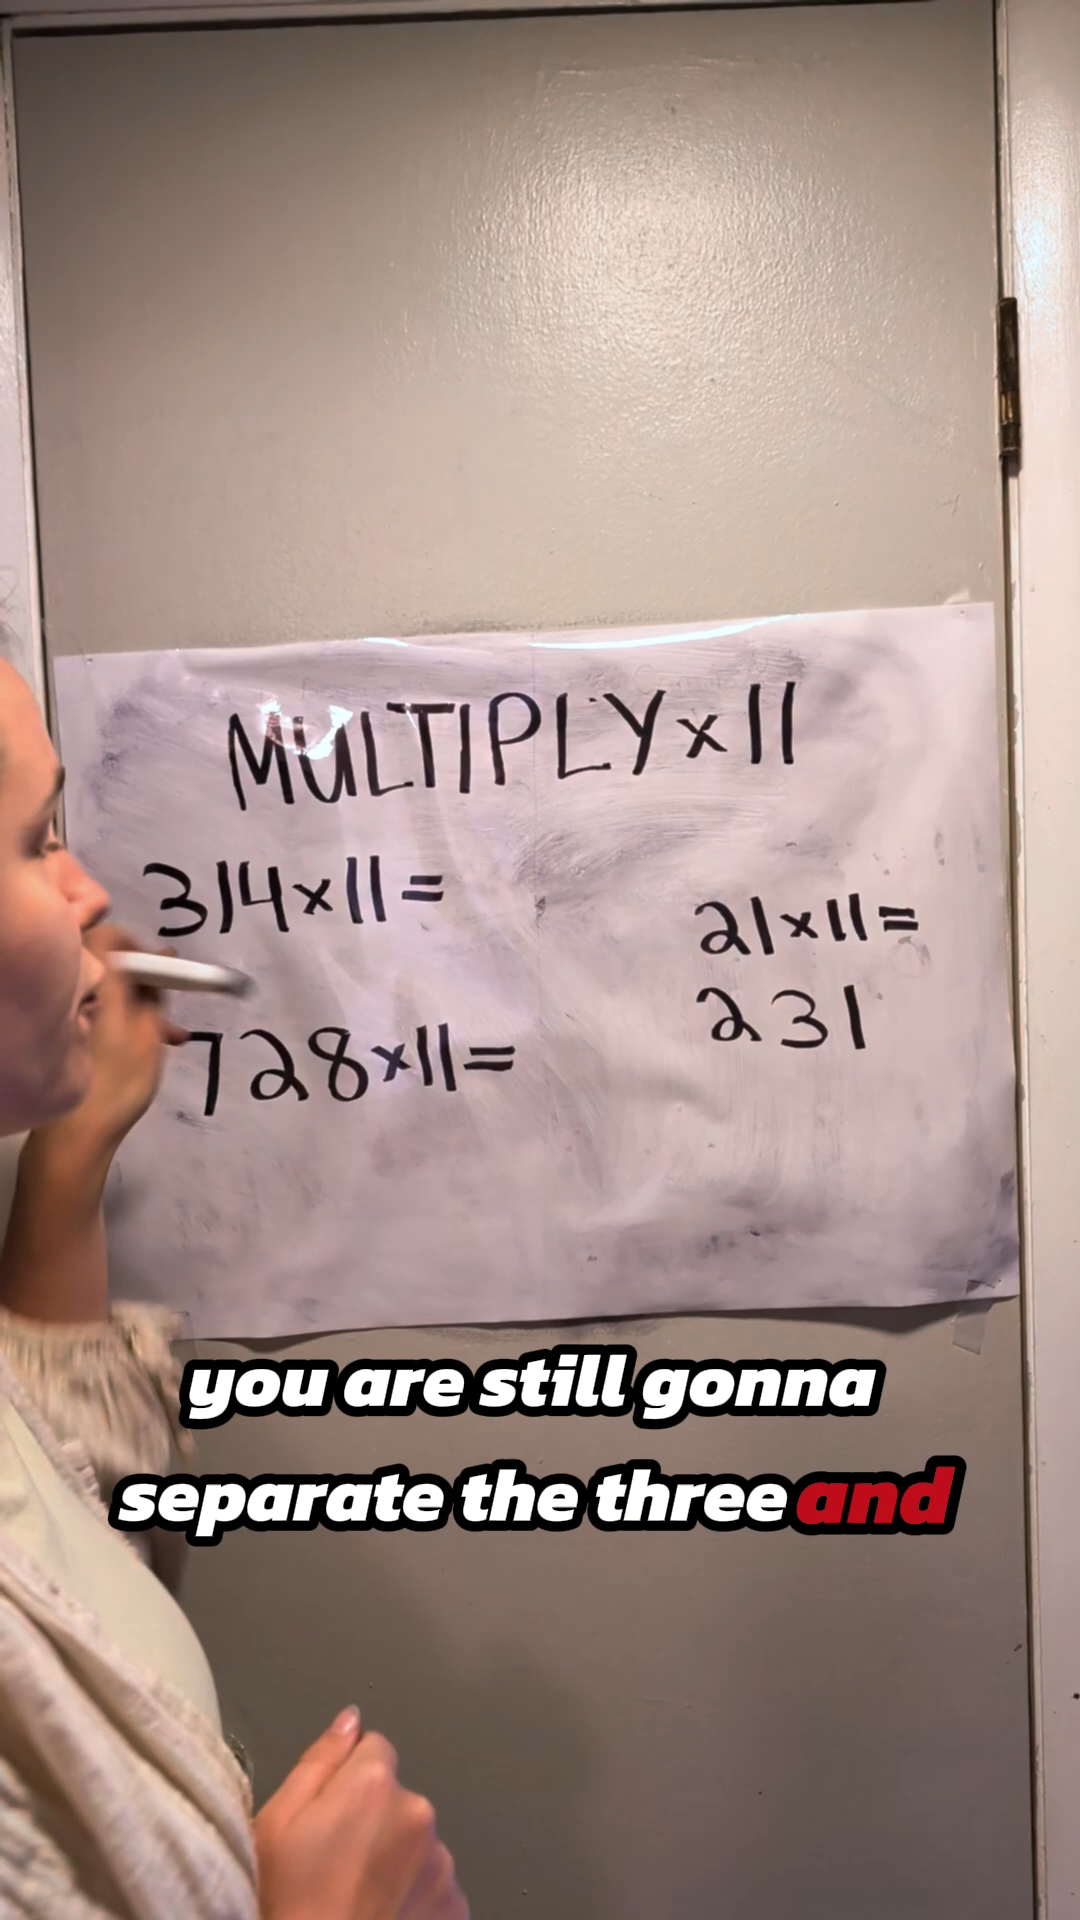 MULTIPLY x 11
314x11=
728x11=
21x11=
231
you are still gonna
separate the three and